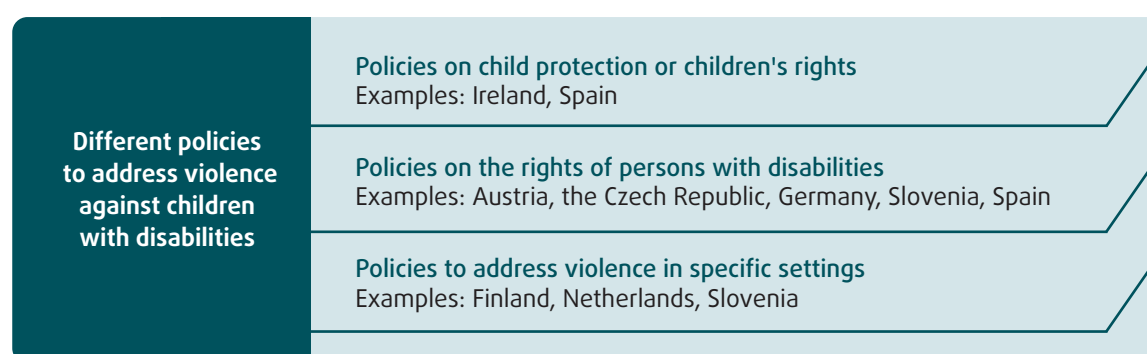 Different policies
to address violence
against children
with disabilities
Policies on child protection or children's rights
Examples: Ireland, Spain
Policies on the rights of persons with disabilities
Examples: Austria, the Czech Republic, Germany, Slovenia, Spain
Policies to address violence in specific settings
Examples: Finland, Netherlands, Slovenia